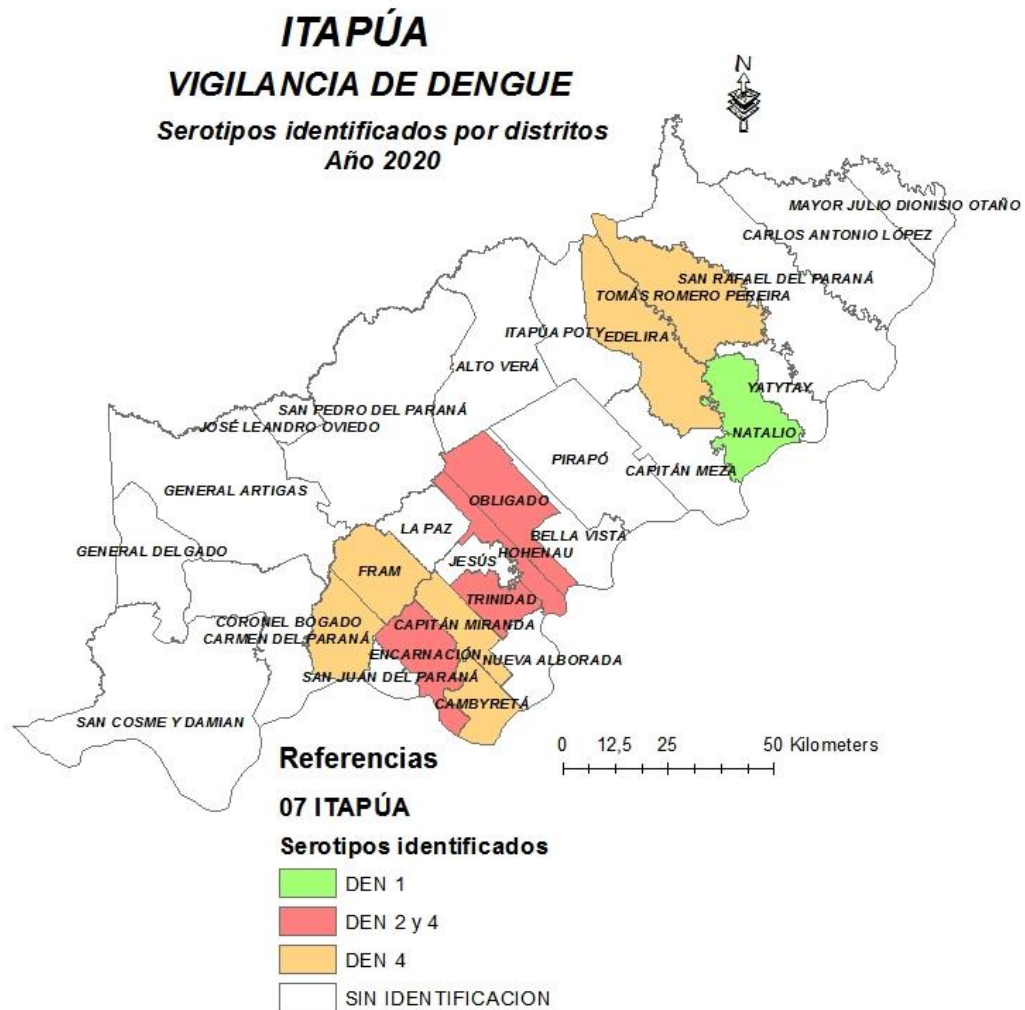 ITAPÚA
VIGILANCIA DE DENGUE
Serotipos identificados por distritos
Año 2020
N
MAYOR JULIO DIONISIO OTAÑO
CARLOS ANTONIO LÓPEZ
SAN RAFAEL DEL PARANÁ
TOMÁS ROMERO PEREIRA
ITAPÚA POTY
EDELIRA
ALTO VERÁ
YATYTAY
SAN PEDRO DEL PARANÁ
JOSÉ LEANDRO OVIEDO
NATALIO
PIRAPÓ
CAPITÁN MEZA
GENERAL ARTIGAS
OBLIGADO
LA PAZ
BELLA VISTA
GENERAL DELGADO
HOHENAU
JESÚS
FRAM
TRINIDAD
CORONEL BOGADO
CAPITÁN MIRANDA
CARMEN DEL PARANÁ
ENCARNACIÓN
NUEVA ALBORADA
SAN JUAN DEL PARANÁ
CAMBYRETÁ
SAN COSME Y DAMIAN
0 12,5 25 50 Kilometers
Referencias
07 ITAPÚA
Serotipos identificados
DEN 1
DEN 2 y 4
DEN 4
SIN IDENTIFICACION